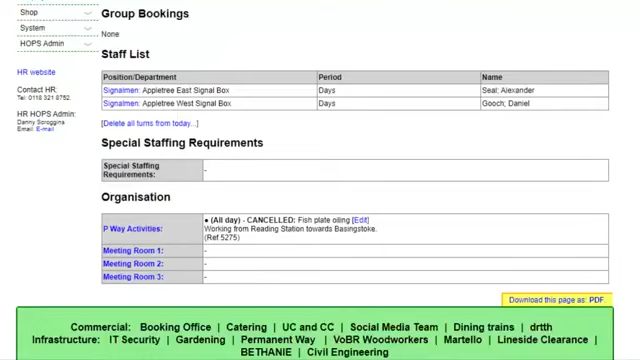 Shop
System
HOPS Admin
HR website
Contact HR:
Tel: 0118 321 8752.
HR HOPS Admin:
Danny Scroggins
Email: E-mail
Group Bookings
None
Staff List
Position/Department Period Name
Signalmen: Appletree East Signal Box Days Seal; Alexander
Signalmen: Appletree West Signal Box Days Gooch; Daniel
[Delete all turns from today...]
Special Staffing Requirements
Special Staffing Requirements: -
Organisation
P Way Activities: ● (All day) - CANCELLED: Fish plate oiling [Edit]
Working from Reading Station towards Basingstoke.
(Ref 5275)
Meeting Room 1: -
Meeting Room 2: -
Meeting Room 3: -
Download this page as: PDF
Commercial: Booking Office | Catering | UC and CC | Social Media Team | Dining trains | drtth
Infrastructure: IT Security | Gardening | Permanent Way | VoBR Woodworkers | Martello | Lineside Clearance |
BETHANIE | Civil Engineering